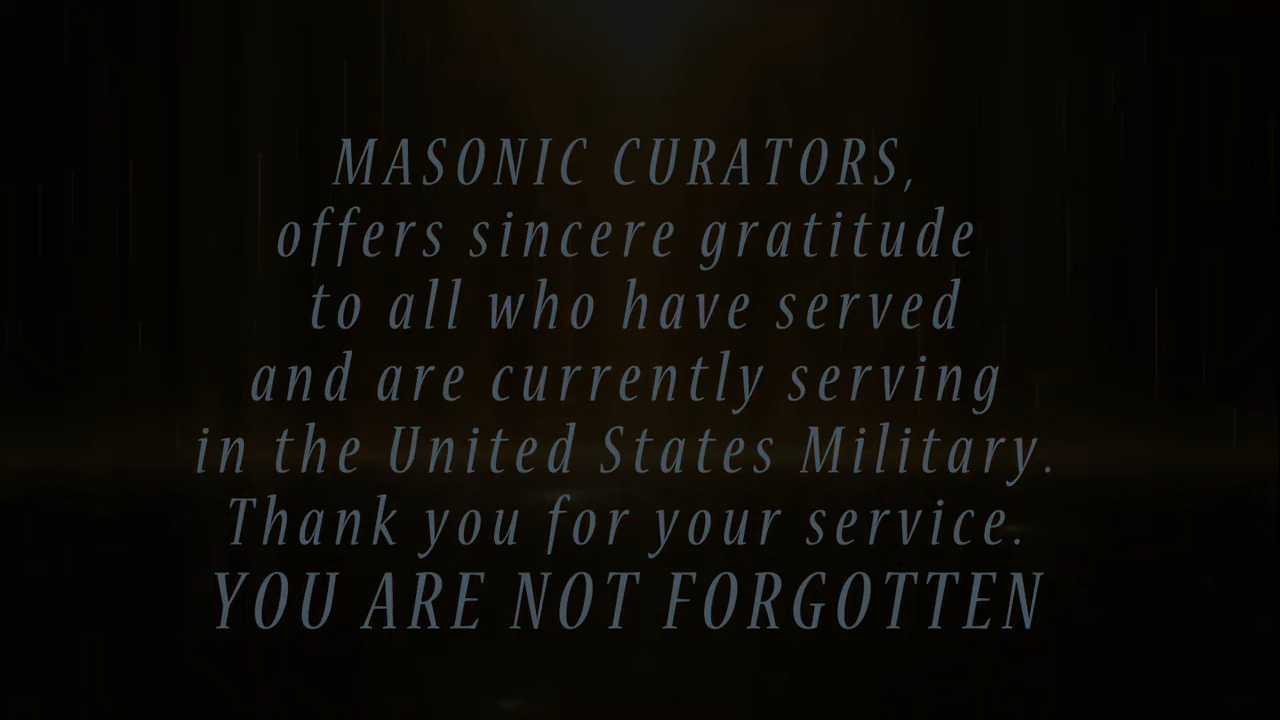 MASONIC CURATORS,
offers sincere gratitude
to all who have served
and are currently serving
in the United States Military.
Thank you for your service.
YOU ARE NOT FORGOTTEN